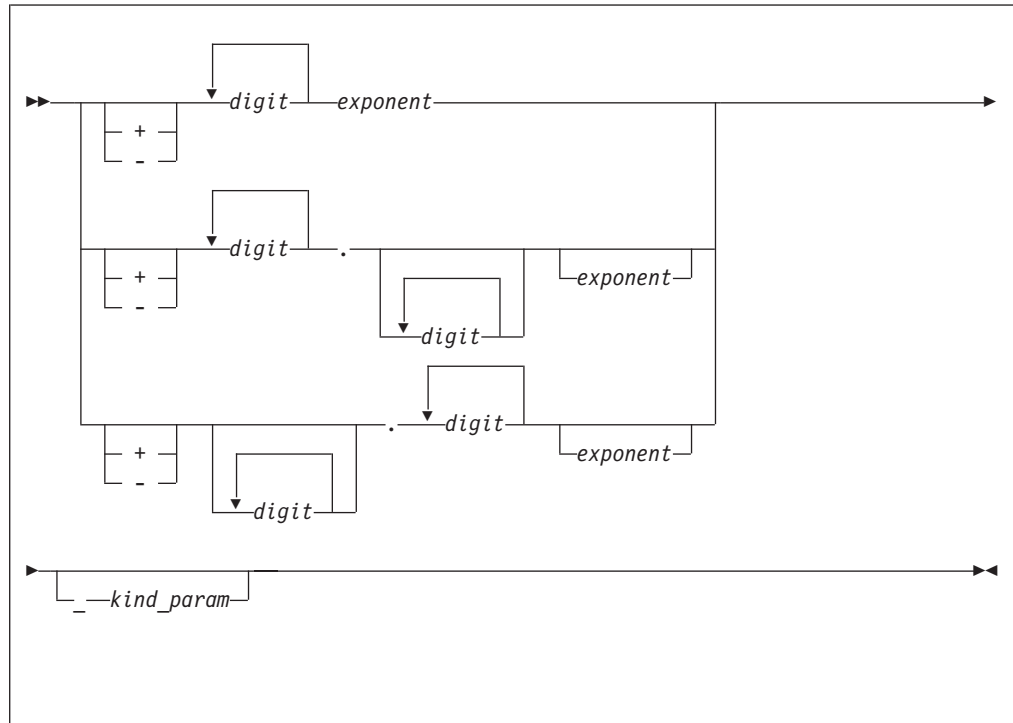 digit exponent
+
-
digit .
+ exponent
-
digit
. digit
+ exponent
-
digit
_ kind_param